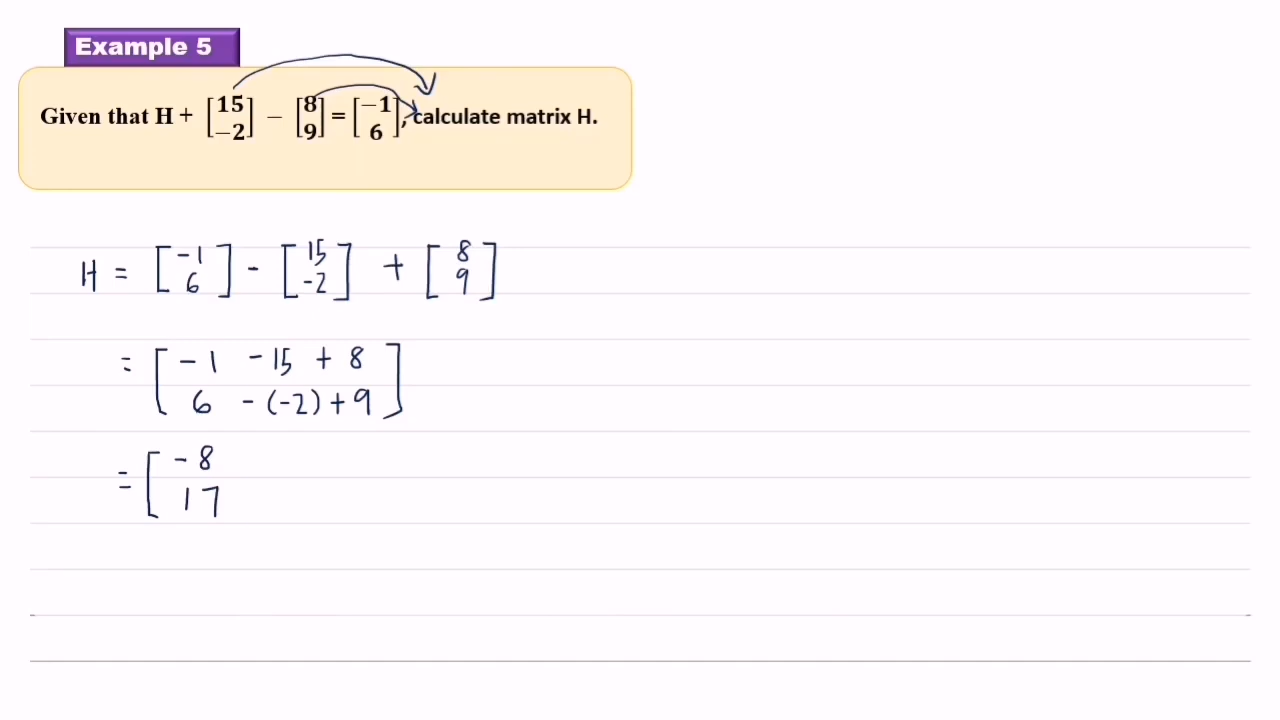 Example 5
Given that H + [15 −2] − [8 9] = [−1 6], calculate matrix H.
H = [-1 6] - [15 -2] + [8 9]
= [-1 -15 + 8
6 - (-2) + 9]
= [-8
17